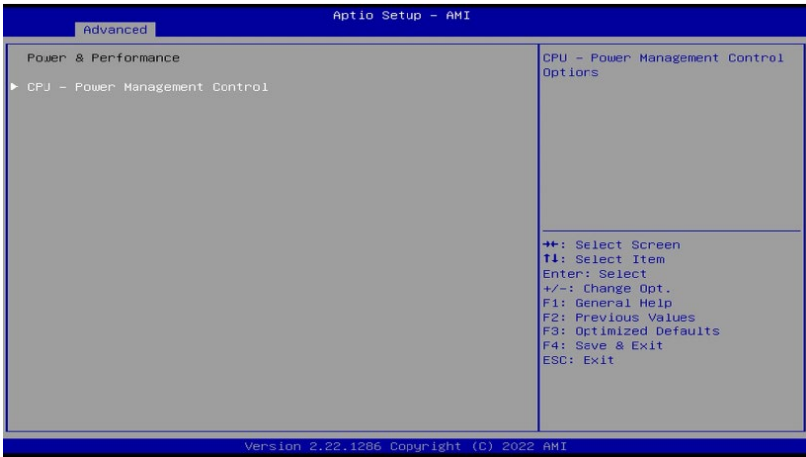 Aptio Setup – AMI
Advanced
Power & Performance
▶ CPU – Power Management Control
CPU – Power Management Control
Options
→←: Select Screen
↑↓: Select Item
Enter: Select
+/-: Change Opt.
F1: General Help
F2: Previous Values
F3: Optimized Defaults
F4: Save & Exit
ESC: Exit
Version 2.22.1286 Copyright (C) 2022 AMI